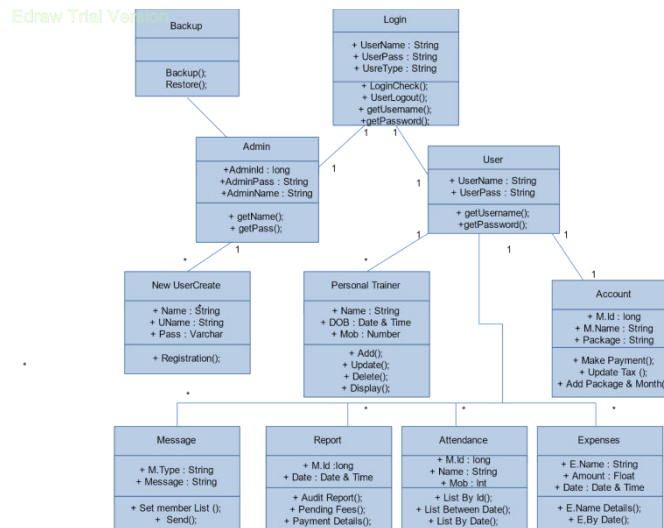 Edraw Trial Version
Backup
Backup();
Restore();
Login
+ UserName : String
+ UserPass : String
+ UsreType : String
+ LoginCheck();
+ UserLogout();
+ getUsername();
+getPassword();
1
1
Admin
+AdminId : long
+AdminPass : String
+AdminName : String
+ getName();
+ getPass();
1
1
User
+ UserName : String
+ UserPass : String
+ getUsername();
+getPassword();
1
1
1
1
*
*
1
New UserCreate
+ Name : String
+ UName : String
+ Pass : Varchar
+ Registration();
*
Personal Trainer
+ Name : String
+ DOB : Date & Time
+ Mob : Number
+ Add();
+ Update();
+ Delete();
+ Display();
Account
+ M.Id : long
+ M.Name : String
+ Package : String
+ Make Payment();
+ Update Tax ();
+ Add Package & Month()
*
*
*
*
*
Message
+ M.Type : String
+ Message : String
+ Set member List ();
+ Send();
Report
+ M.Id :long
+ Date : Date & Time
+ Audit Report();
+ Pending Fees();
+ Payment Details();
Attendance
+ M.Id : long
+ Name : String
+ Mob : Int
+ List By Id();
+ List Between Date();
+ List By Date();
Expenses
+ E.Name : String
+ Amount : Float
+ Date : Date & Time
+ E.Name Details();
+ E,By Date();